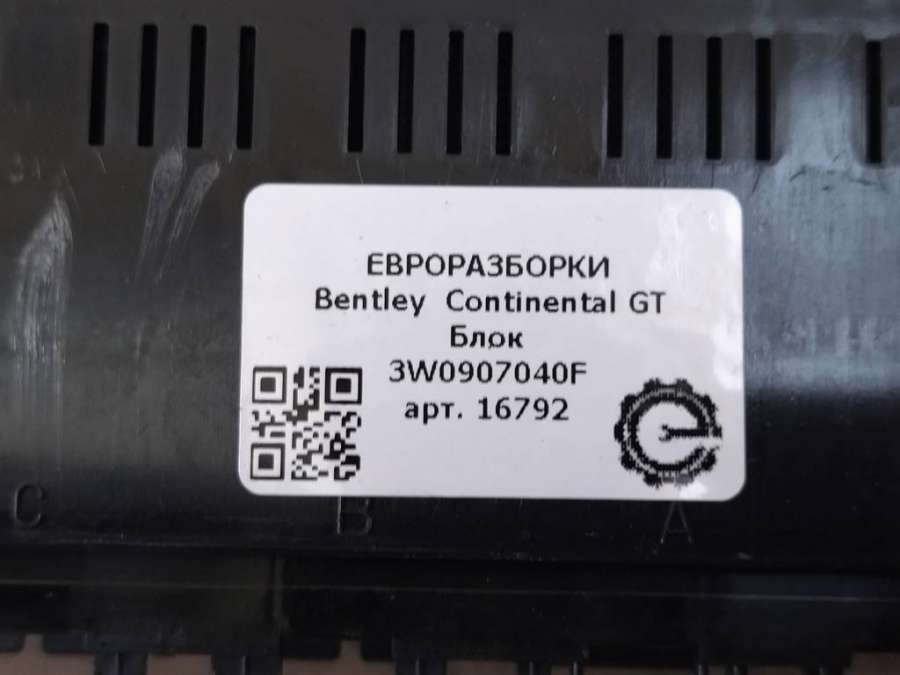 ЕВРОРАЗБОРКИ
Bentley Continental GT
Блок
3W0907040F
арт. 16792
C B A